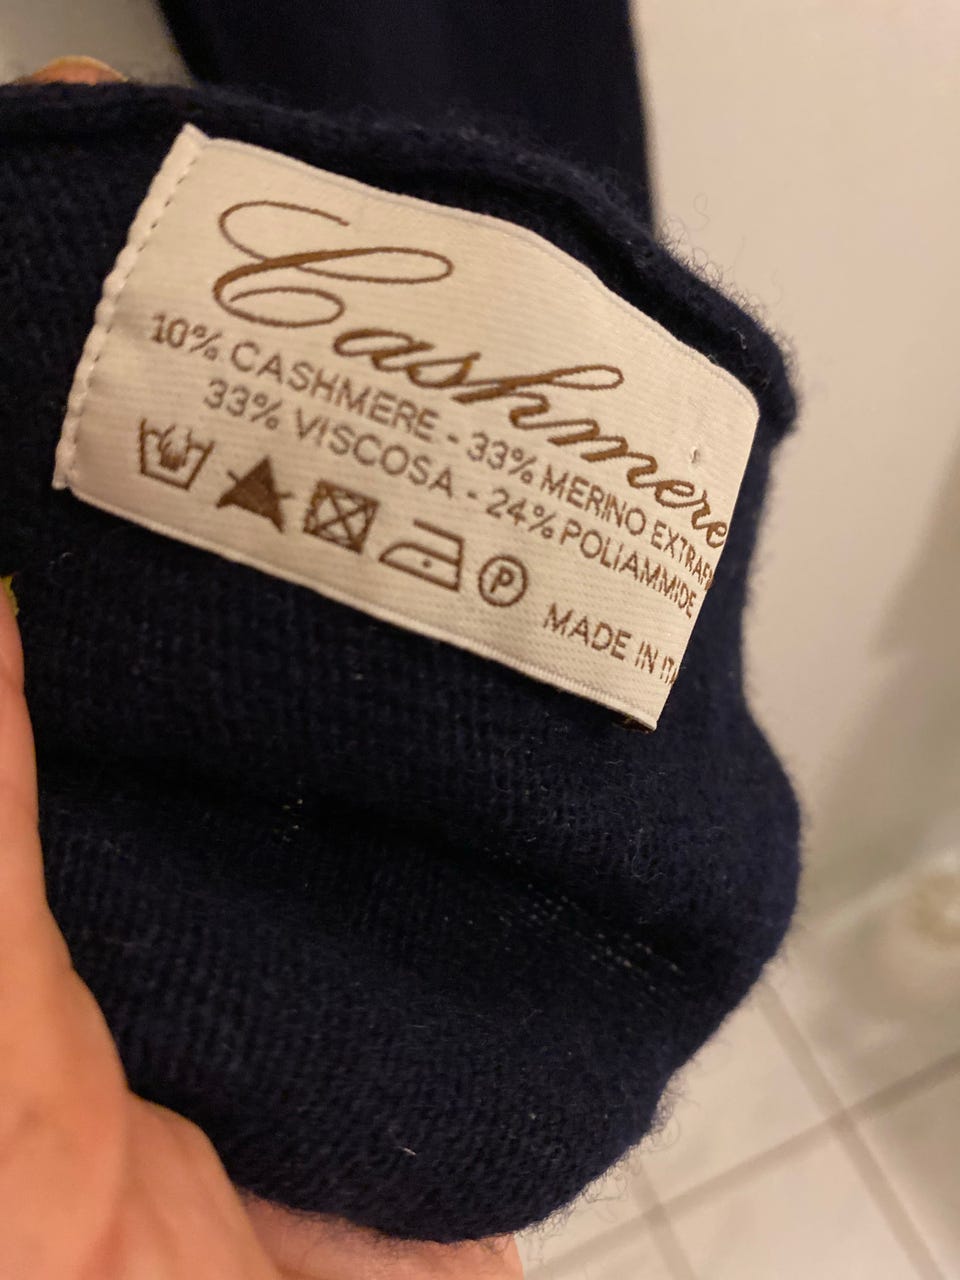 Cashmere
10% CASHMERE - 33% MERINO
33% VISCOSA - 24% POLIAMMIDE
P
MADE IN